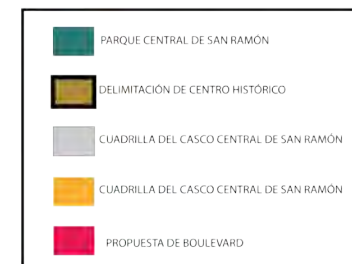 PARQUE CENTRAL DE SAN RAMÓN
DELIMITACIÓN DE CENTRO HISTÓRICO
CUADRILLA DEL CASCO CENTRAL DE SAN RAMÓN
CUADRILLA DEL CASCO CENTRAL DE SAN RAMÓN
PROPUESTA DE BOULEVARD